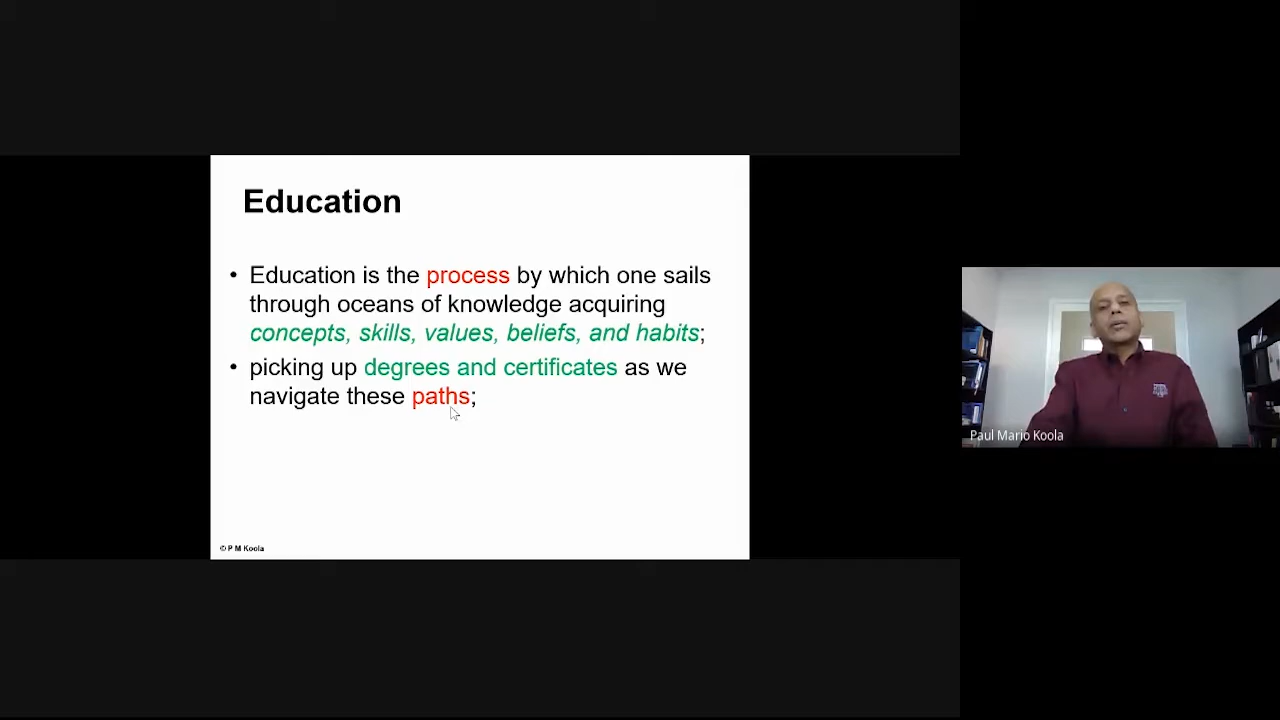 Education
• Education is the process by which one sails
through oceans of knowledge acquiring
concepts, skills, values, beliefs, and habits;
• picking up degrees and certificates as we
navigate these paths;
© P M Koola
Paul Mario Koola